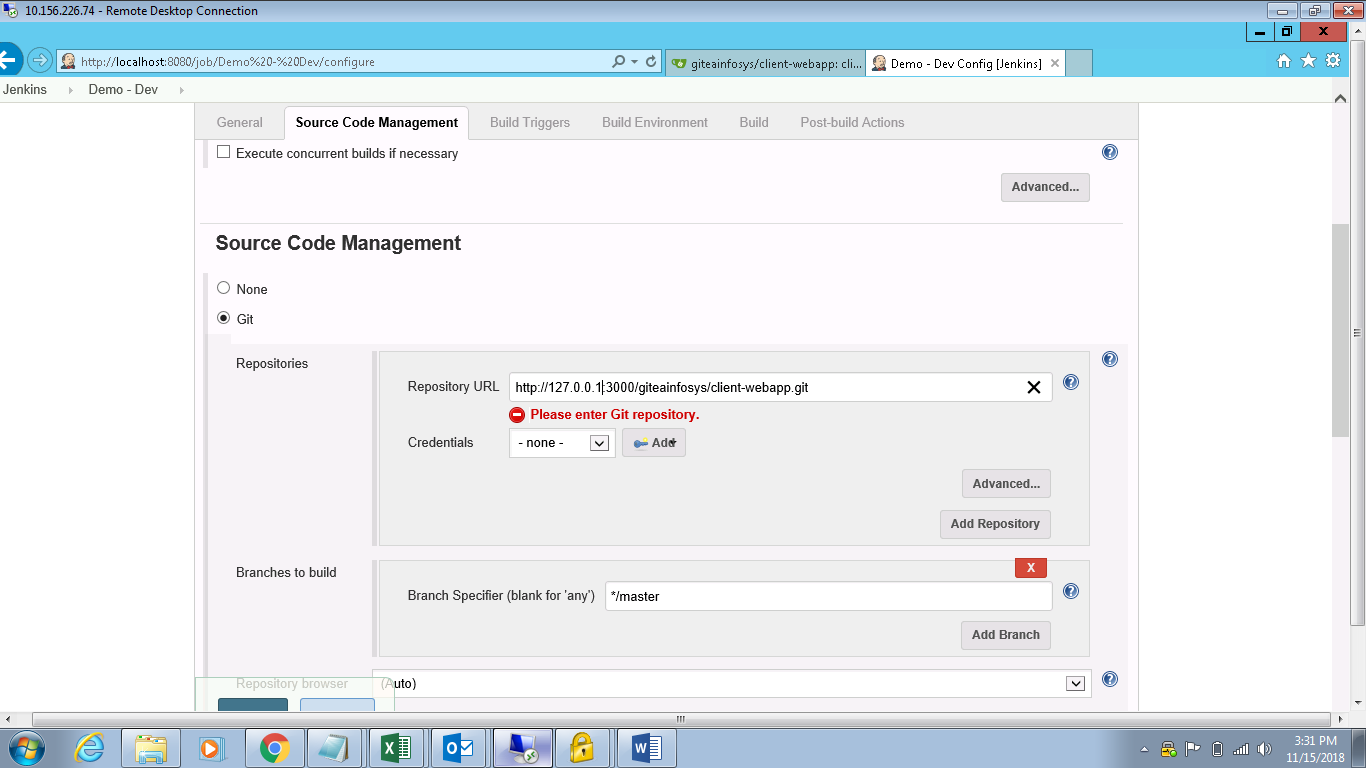 10.156.226.74 - Remote Desktop Connection
http://localhost:8080/job/Demo%20-%20Dev/configure
giteainfosys/client-webapp: cli...
Demo - Dev Config [Jenkins]
Jenkins
Demo - Dev
General
Source Code Management
Build Triggers
Build Environment
Build
Post-build Actions
Execute concurrent builds if necessary
Advanced...
Source Code Management
None
Git
Repositories
Repository URL
http://127.0.0.1:3000/giteainfosys/client-webapp.git
Please enter Git repository.
Credentials
- none -
Add
Advanced...
Add Repository
Branches to build
X
Branch Specifier (blank for 'any')
*/master
Add Branch
Repository browser
(Auto)
3:31 PM
11/15/2018